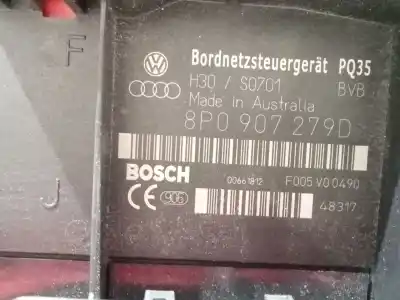 F
Bordnetzsteuergerät PQ35
H30 / S0701 BVB
Made in Australia
8P0 907 279D
BOSCH 00661812 F005 V00490
CE 48317
J